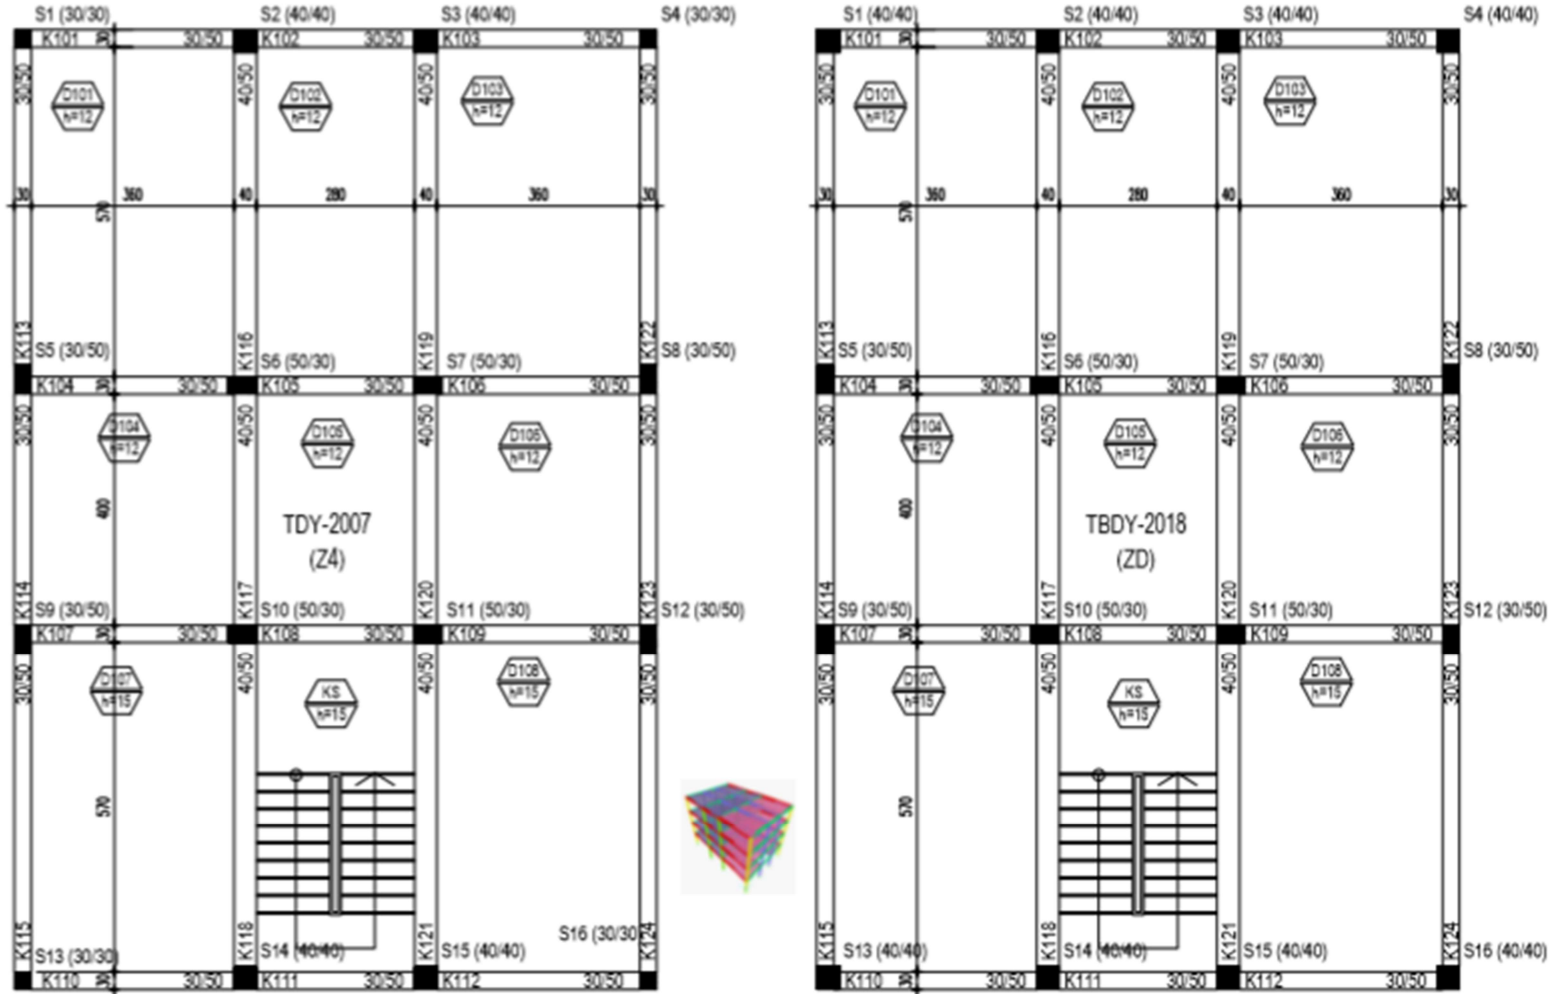 S1 (30/30) S2 (40/40) S3 (40/40) S4 (30/30)
K101 30 30/50 K102 30/50 K103 30/50
30/50 40/50 40/50 30/50
D101 h=12 D102 h=12 D103 h=12
30 360 40 280 40 360 30
570
K113 K116 K119 K122
S5 (30/50) S6 (50/30) S7 (50/30) S8 (30/50)
K104 30 30/50 K105 30/50 K106 30/50
30/50 40/50 40/50 30/50
D104 h=12 D105 h=12 D106 h=12
400
TDY-2007
(Z4)
K114 K117 K120 K123
S9 (30/50) S10 (50/30) S11 (50/30) S12 (30/50)
K107 30 30/50 K108 30/50 K109 30/50
30/50 40/50 40/50 30/50
D107 h=15 KS h=15 D108 h=15
570
K115 K118 K121 K124
S13 (30/30) S14 (40/40) S15 (40/40) S16 (30/30)
K110 30 30/50 K111 30/50 K112 30/50
S1 (40/40) S2 (40/40) S3 (40/40) S4 (40/40)
K101 30 30/50 K102 30/50 K103 30/50
30/50 40/50 40/50 30/50
D101 h=12 D102 h=12 D103 h=12
30 360 40 280 40 360 30
570
K113 K116 K119 K122
S5 (30/50) S6 (50/30) S7 (50/30) S8 (30/50)
K104 30 30/50 K105 30/50 K106 30/50
30/50 40/50 40/50 30/50
D104 h=12 D105 h=12 D106 h=12
400
TBDY-2018
(ZD)
K114 K117 K120 K123
S9 (30/50) S10 (50/30) S11 (50/30) S12 (30/50)
K107 30 30/50 K108 30/50 K109 30/50
30/50 40/50 40/50 30/50
D107 h=15 KS h=15 D108 h=15
570
K115 K118 K121 K124
S13 (40/40) S14 (40/40) S15 (40/40) S16 (40/40)
K110 30 30/50 K111 30/50 K112 30/50